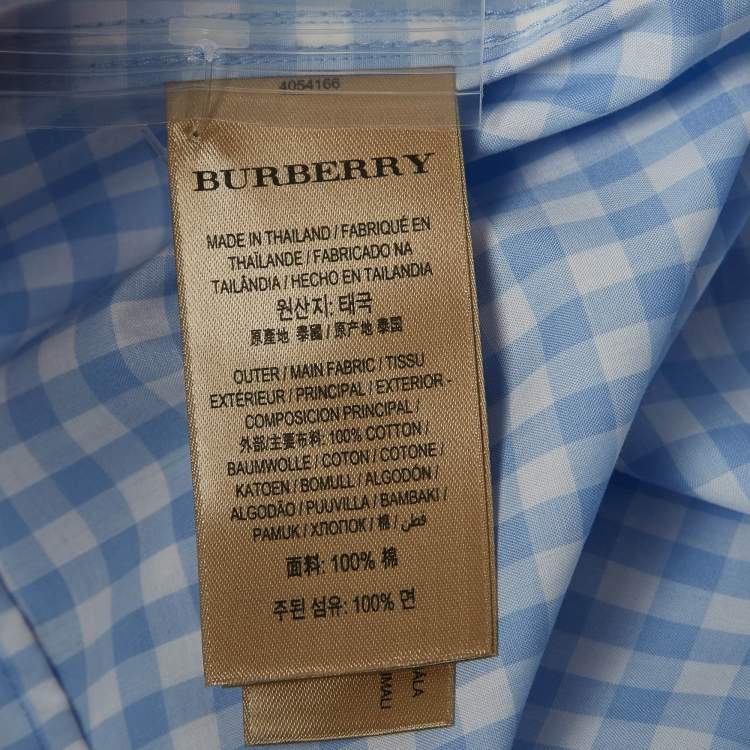 4054166
BURBERRY
MADE IN THAILAND / FABRIQUÉ EN
THAÏLANDE / FABRICADO NA
TAILÂNDIA / HECHO EN TAILANDIA
원산지: 태국
原產地 泰國 / 原产地 泰国
OUTER / MAIN FABRIC / TISSU
EXTÉRIEUR / PRINCIPAL / EXTERIOR -
COMPOSICION PRINCIPAL /
外部/主要布料: 100% COTTON /
BAUMWOLLE / COTON / COTONE /
KATOEN / BOMULL / ALGODÓN /
ALGODÃO / PUUVILLA / BAMBAKI /
PAMUK / ХЛОПОК / 棉 / قطن
面料: 100% 棉
주된 섬유: 100% 면
ALA
IMALI